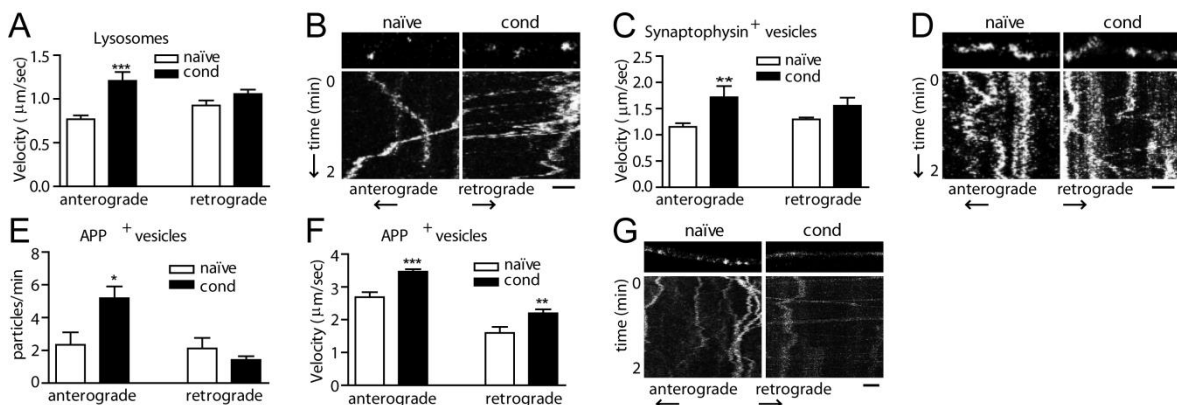 A
Lysosomes
naïve
cond
Velocity ( μm/sec)
1.5
***
1.0
0.5
0.0
anterograde
retrograde
B
naïve
cond
0
time (min)
2
anterograde
retrograde
C
Synaptophysin + vesicles
naïve
cond
Velocity ( μm/sec)
2.5
2.0
**
1.5
1.0
0.5
0.0
anterograde
retrograde
D
naïve
cond
0
time (min)
2
anterograde
retrograde
E
APP + vesicles
naïve
cond
particles/min
8
6
*
4
2
0
anterograde
retrograde
F
APP + vesicles
naïve
cond
Velocity ( μm/sec)
4
***
3
**
2
1
0
anterograde
retrograde
G
naïve
cond
0
time (min)
2
anterograde
retrograde